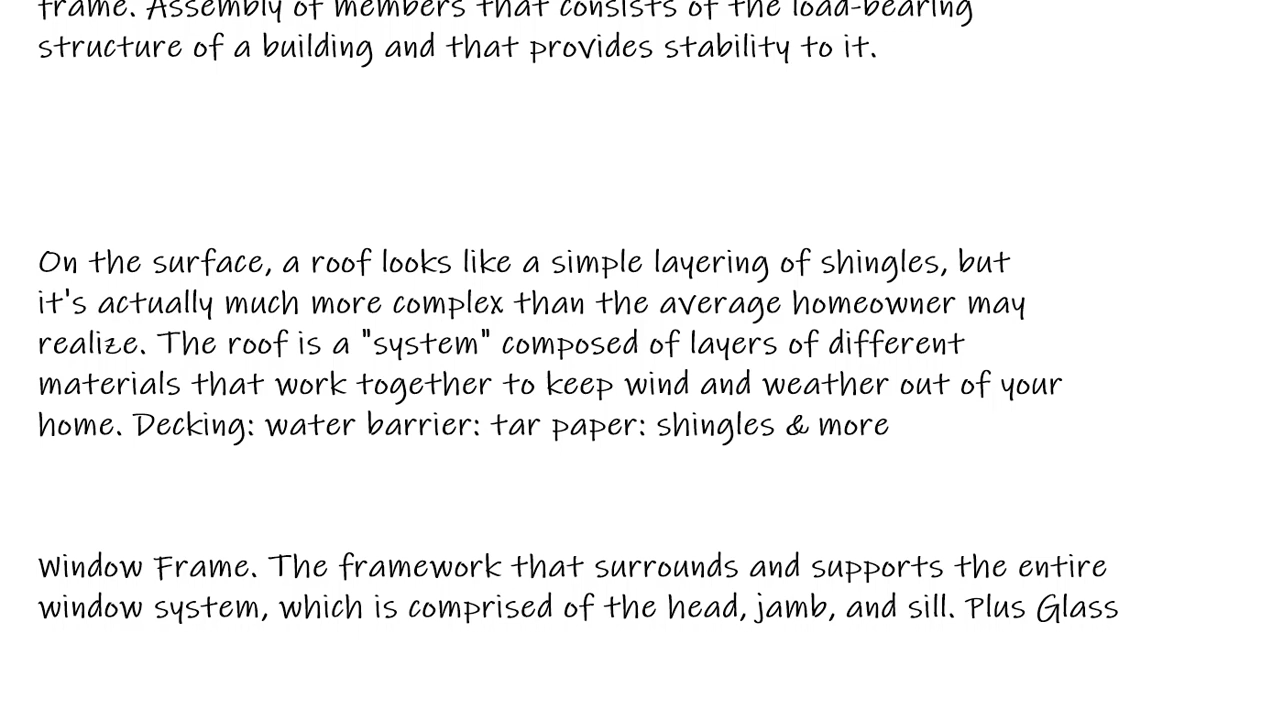 frame. Assembly of members that consists of the load-bearing
structure of a building and that provides stability to it.
On the surface, a roof looks like a simple layering of shingles, but
it's actually much more complex than the average homeowner may
realize. The roof is a "system" composed of layers of different
materials that work together to keep wind and weather out of your
home. Decking: water barrier: tar paper: shingles & more
Window Frame. The framework that surrounds and supports the entire
window system, which is comprised of the head, jamb, and sill. Plus Glass